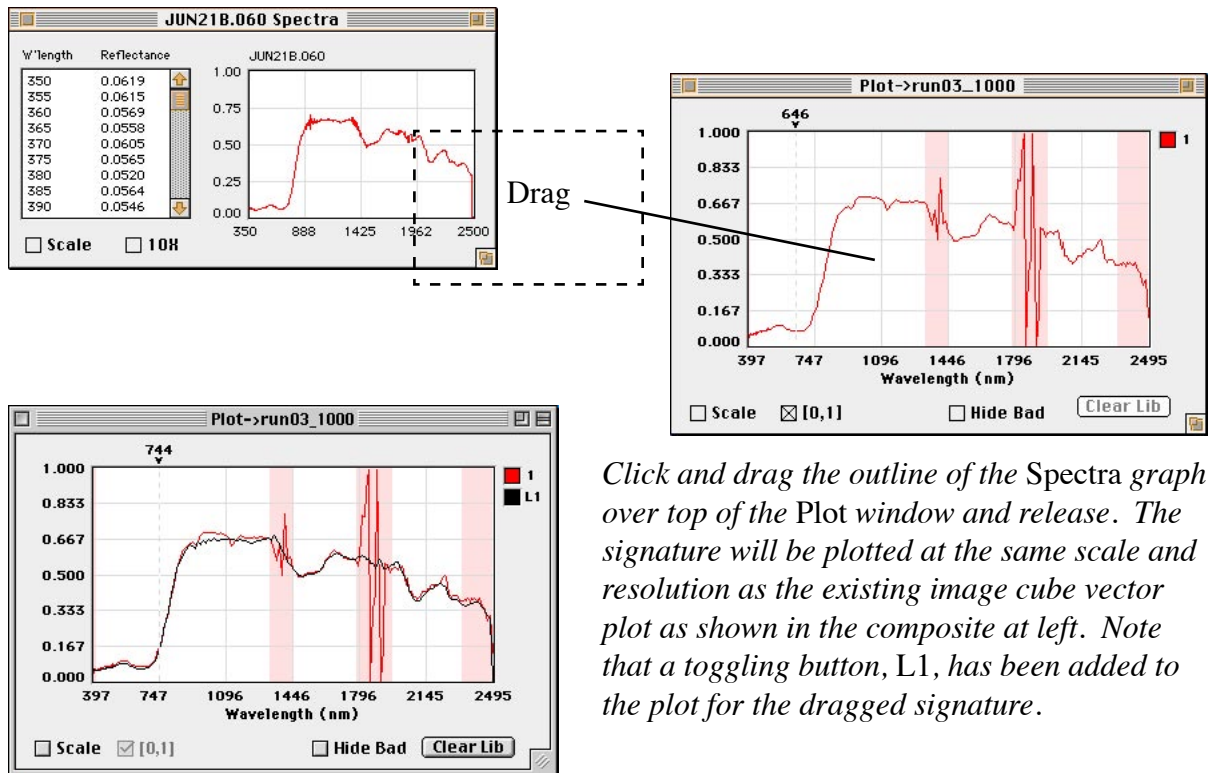 JUN21B.060 Spectra
W'length Reflectance
350 0.0619
355 0.0615
360 0.0569
365 0.0558
370 0.0605
375 0.0565
380 0.0520
385 0.0564
390 0.0546
JUN21B.060
1.00
0.75
0.50
0.25
0.00
350 888 1425 1962 2500
Scale 10X
Drag
Plot->run03_1000
646
1
1.000
0.833
0.667
0.500
0.333
0.167
0.000
397 747 1096 1446 1796 2145 2495
Wavelength (nm)
Scale [0,1] Hide Bad Clear Lib
Plot->run03_1000
744
1
L1
1.000
0.833
0.667
0.500
0.333
0.167
0.000
397 747 1096 1446 1796 2145 2495
Wavelength (nm)
Scale [0,1] Hide Bad Clear Lib
Click and drag the outline of the Spectra graph
over top of the Plot window and release. The
signature will be plotted at the same scale and
resolution as the existing image cube vector
plot as shown in the composite at left. Note
that a toggling button, L1, has been added to
the plot for the dragged signature.